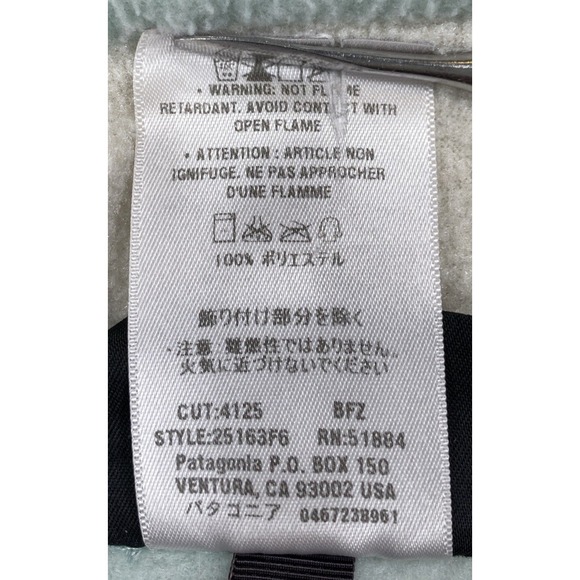 • WARNING: NOT FLAME
RETARDANT. AVOID CONTACT WITH
OPEN FLAME
• ATTENTION : ARTICLE NON
IGNIFUGE. NE PAS APPROCHER
D'UNE FLAMME
100% ポリエステル
飾り付け部分を除く
・注意・難燃性ではありません。
火気に近づけないでください
CUT:4125 BFZ
STYLE:25163F6 RN:51884
Patagonia P.O. BOX 150
VENTURA, CA 93002 USA
パタゴニア 0467238961